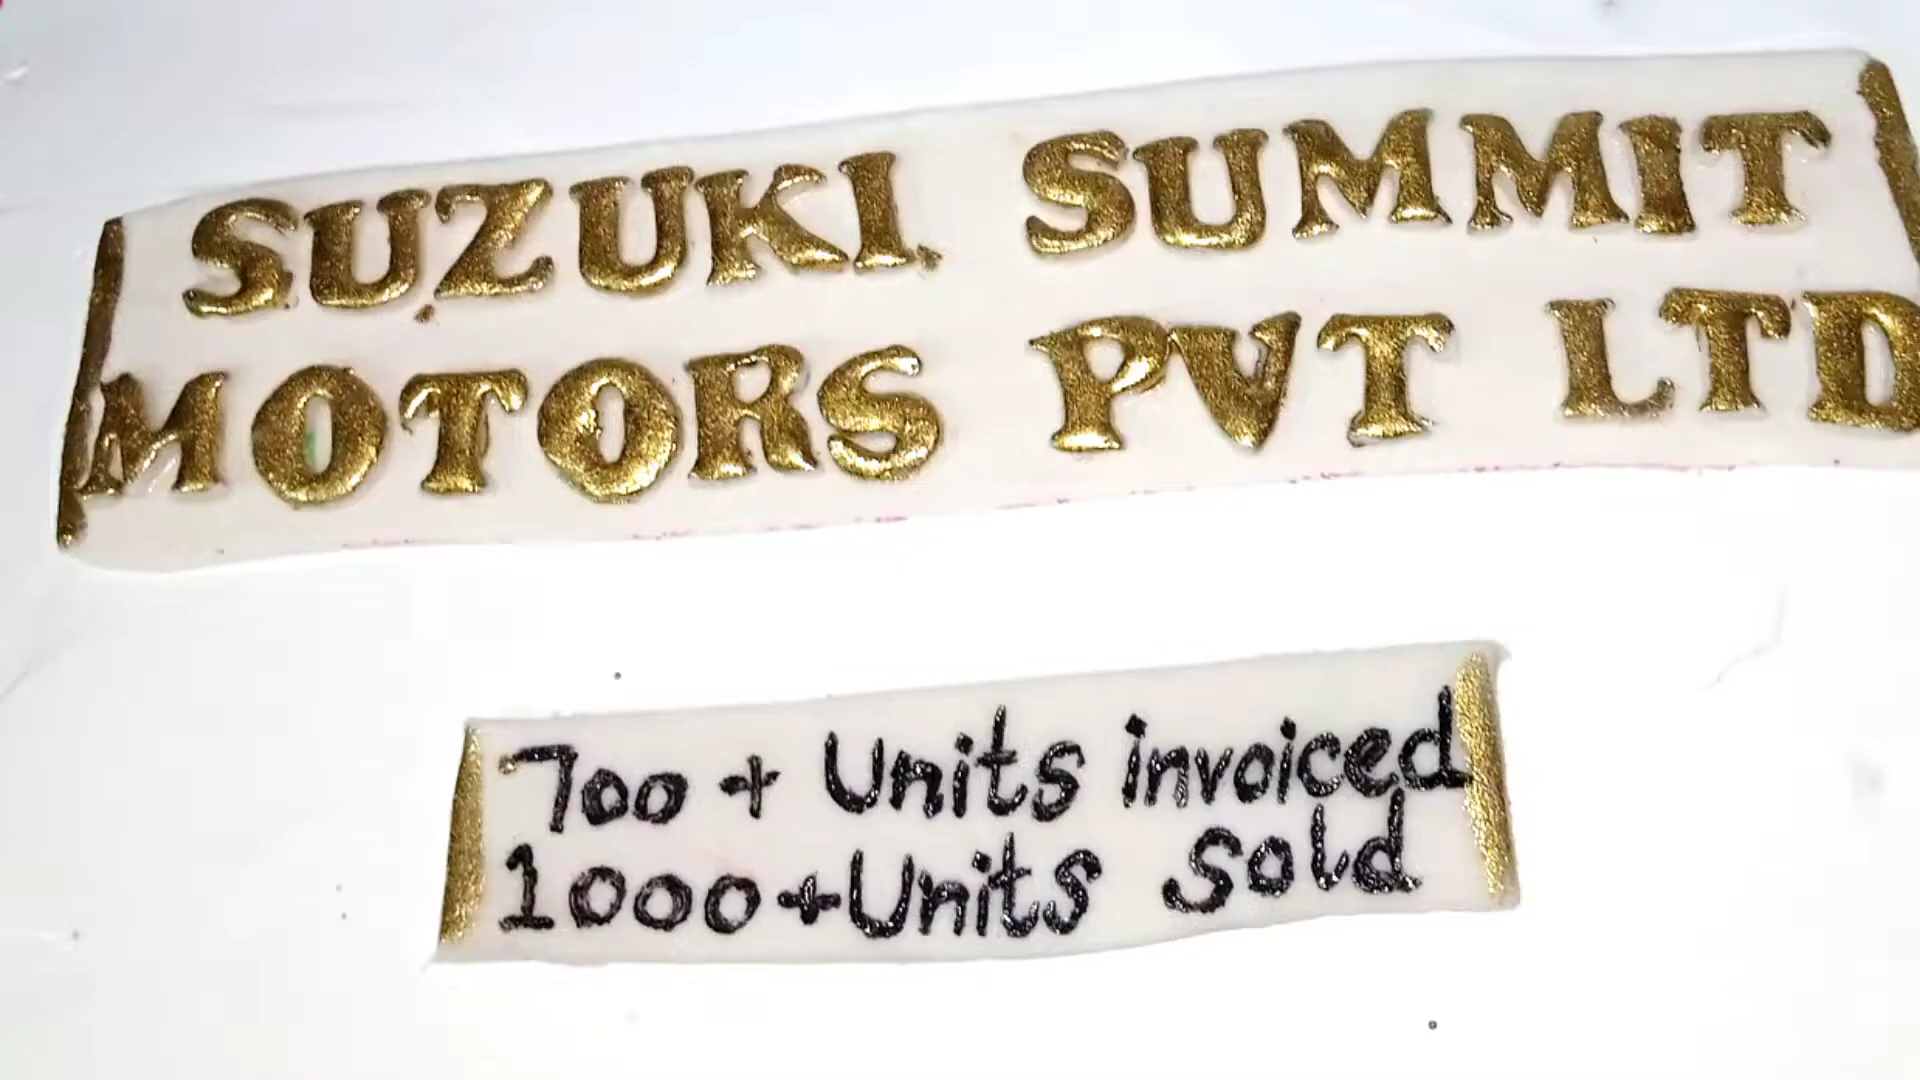 SUZUKI SUMMIT
MOTORS PVT LTD
700 + Units invoiced
1000+Units Sold